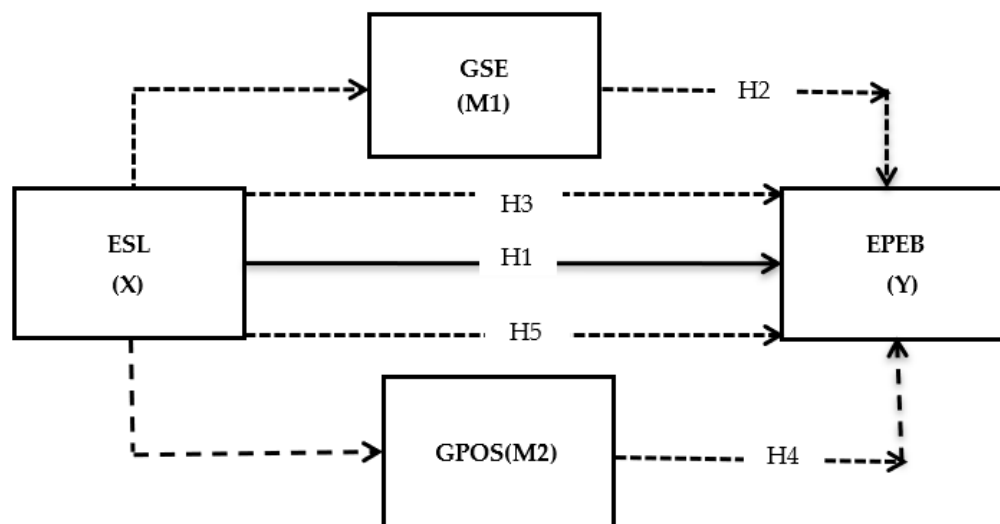 GSE
(M1)
H2
H3
ESL
(X)
H1
EPEB
(Y)
H5
GPOS(M2)
H4